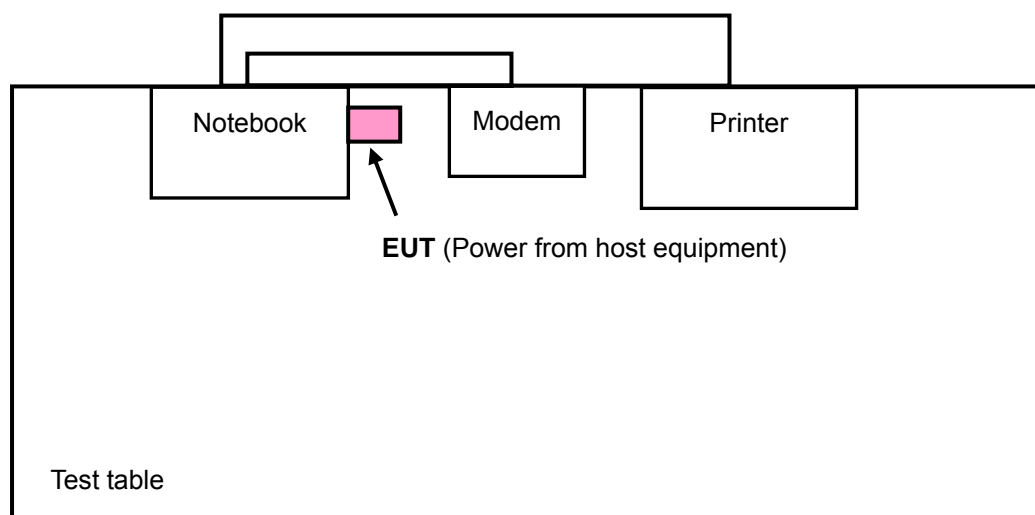 Notebook
Modem
Printer
EUT (Power from host equipment)
Test table